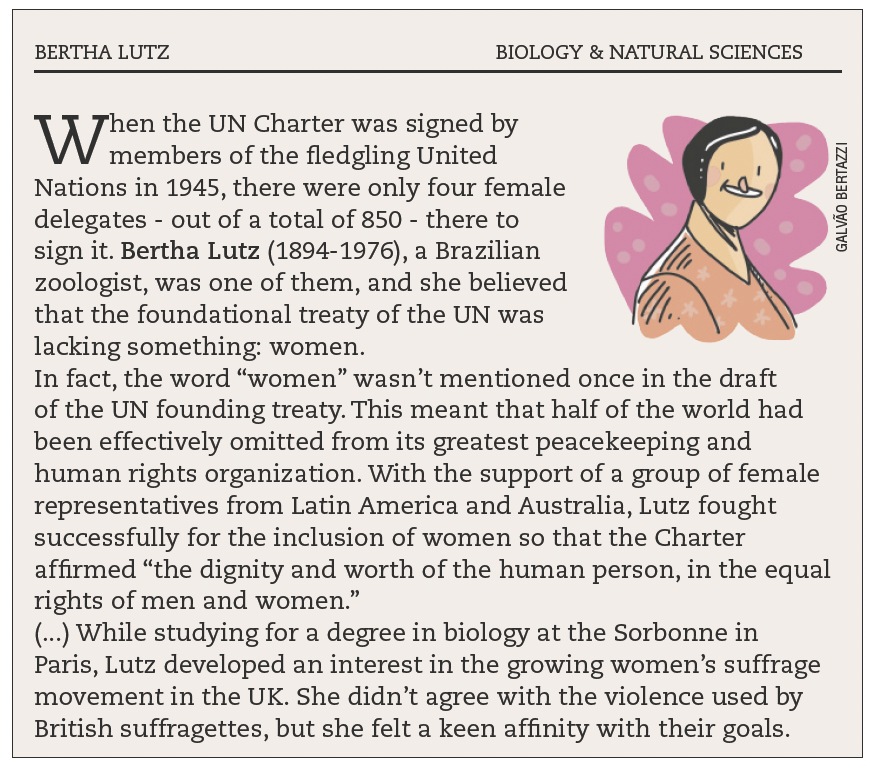 BERTHA LUTZ
BIOLOGY & NATURAL SCIENCES
When the UN Charter was signed by
members of the fledgling United
Nations in 1945, there were only four female
delegates - out of a total of 850 - there to
sign it. Bertha Lutz (1894-1976), a Brazilian
zoologist, was one of them, and she believed
that the foundational treaty of the UN was
lacking something: women.
In fact, the word “women” wasn’t mentioned once in the draft
of the UN founding treaty. This meant that half of the world had
been effectively omitted from its greatest peacekeeping and
human rights organization. With the support of a group of female
representatives from Latin America and Australia, Lutz fought
successfully for the inclusion of women so that the Charter
affirmed “the dignity and worth of the human person, in the equal
rights of men and women.”
(...) While studying for a degree in biology at the Sorbonne in
Paris, Lutz developed an interest in the growing women’s suffrage
movement in the UK. She didn’t agree with the violence used by
British suffragettes, but she felt a keen affinity with their goals.
GALVÃO BERTAZZI